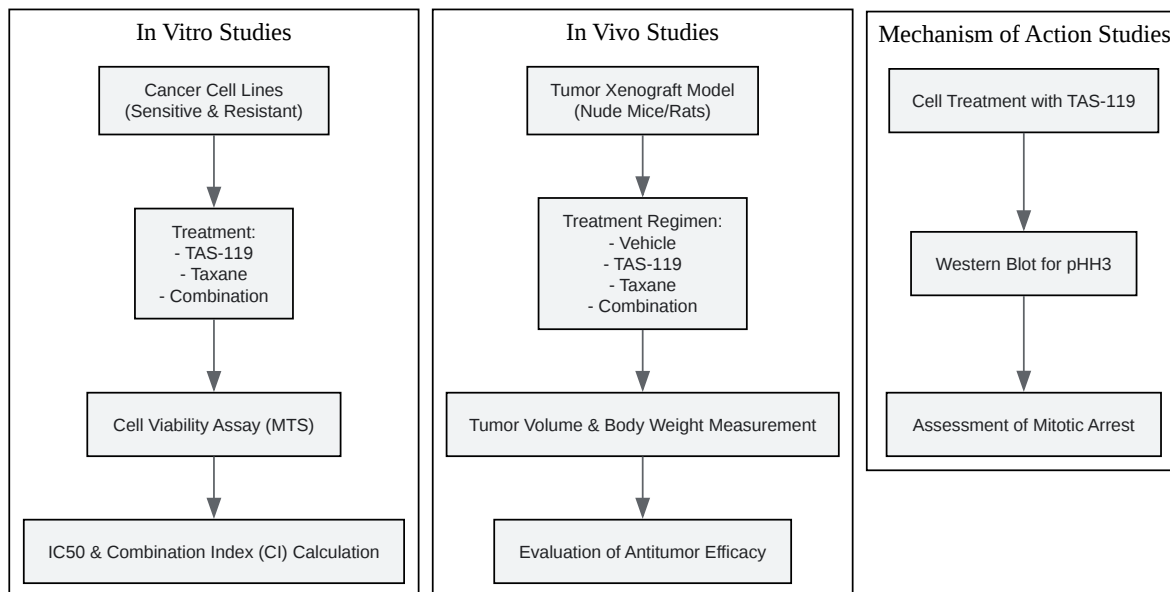 In Vitro Studies
Cancer Cell Lines
(Sensitive & Resistant)
Treatment:
- TAS-119
- Taxane
- Combination
Cell Viability Assay (MTS)
IC50 & Combination Index (CI) Calculation
In Vivo Studies
Tumor Xenograft Model
(Nude Mice/Rats)
Treatment Regimen:
- Vehicle
- TAS-119
- Taxane
- Combination
Tumor Volume & Body Weight Measurement
Evaluation of Antitumor Efficacy
Mechanism of Action Studies
Cell Treatment with TAS-119
Western Blot for pHH3
Assessment of Mitotic Arrest